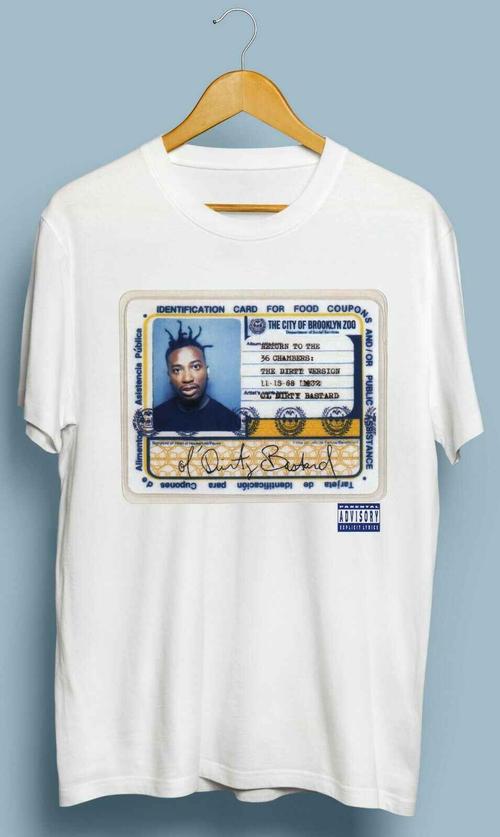 IDENTIFICATION CARD FOR FOOD COUPONS AND/OR PUBLIC ASSISTANCE
THE CITY OF BROOKLYN ZOO
Department of Social Services
RETURN TO THE
36 CHAMBERS:
THE DIRTY VERSION
11-15-68
OL DIRTY BASTARD
ol' Dirty Bastard
Tarjeta de Identificación para Cupones de Alimentos
Asistencia Pública
PARENTAL
ADVISORY
EXPLICIT LYRICS